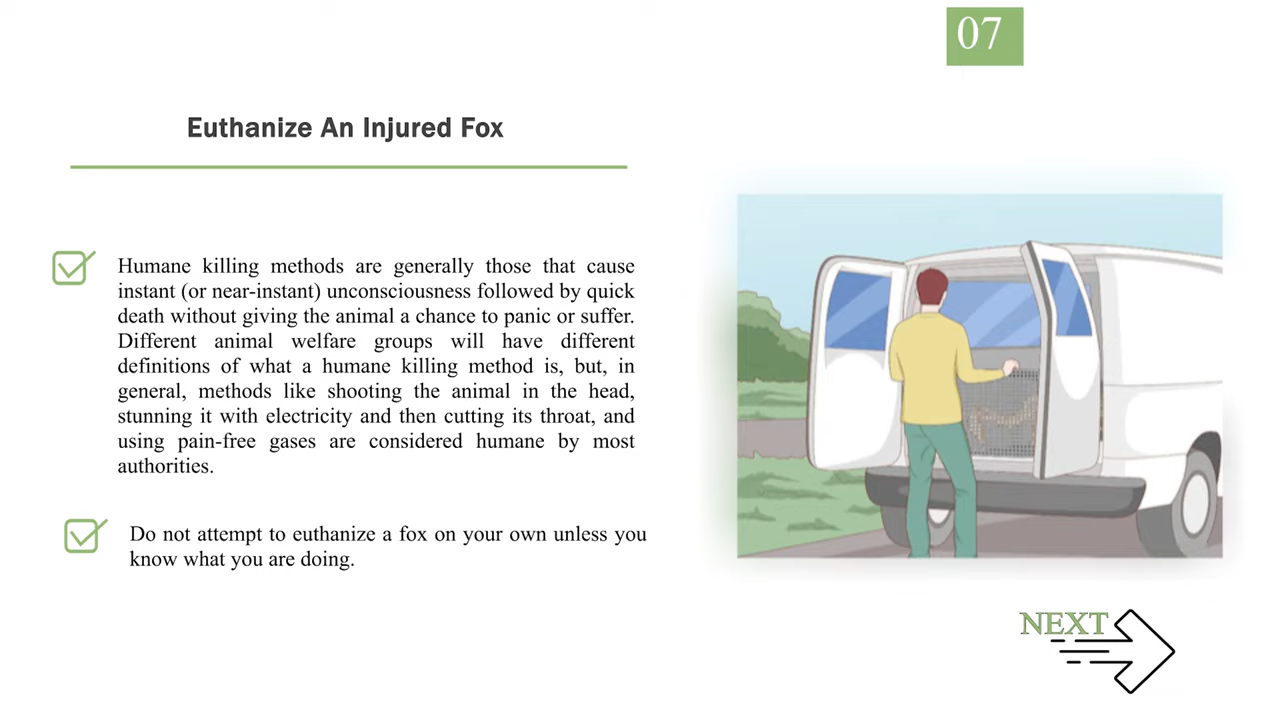 07
Euthanize An Injured Fox
Humane killing methods are generally those that cause
instant (or near-instant) unconsciousness followed by quick
death without giving the animal a chance to panic or suffer.
Different animal welfare groups will have different
definitions of what a humane killing method is, but, in
general, methods like shooting the animal in the head,
stunning it with electricity and then cutting its throat, and
using pain-free gases are considered humane by most
authorities.
Do not attempt to euthanize a fox on your own unless you
know what you are doing.
NEXT